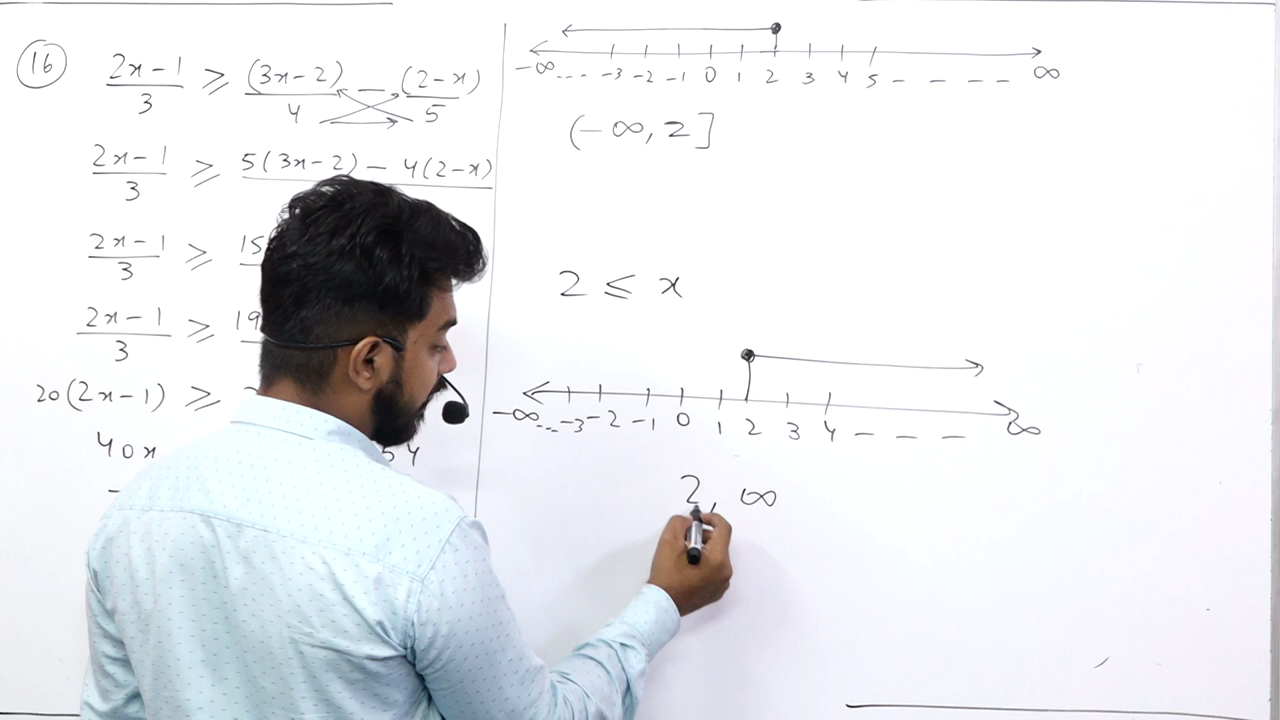 16
2x-1/3 ≥ (3x-2)/4 - (2-x)/5
2x-1/3 ≥ 5(3x-2) - 4(2-x)
2x-1/3 ≥ 15
2x-1/3 ≥ 19
20(2x-1) ≥
40x 54
-∞ ... -3 -2 -1 0 1 2 3 4 5 - - - - ∞
(-∞, 2]
2 ≤ x
-∞ ... -3 -2 -1 0 1 2 3 4 - - - ∞
2, ∞